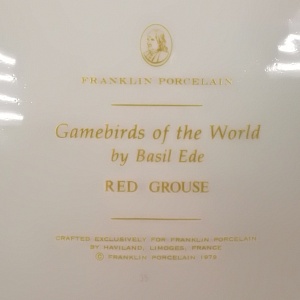 FRANKLIN PORCELAIN
Gamebirds of the World
by Basil Ede
RED GROUSE
CRAFTED EXCLUSIVELY FOR FRANKLIN PORCELAIN
BY HAVILAND, LIMOGES, FRANCE
© FRANKLIN PORCELAIN